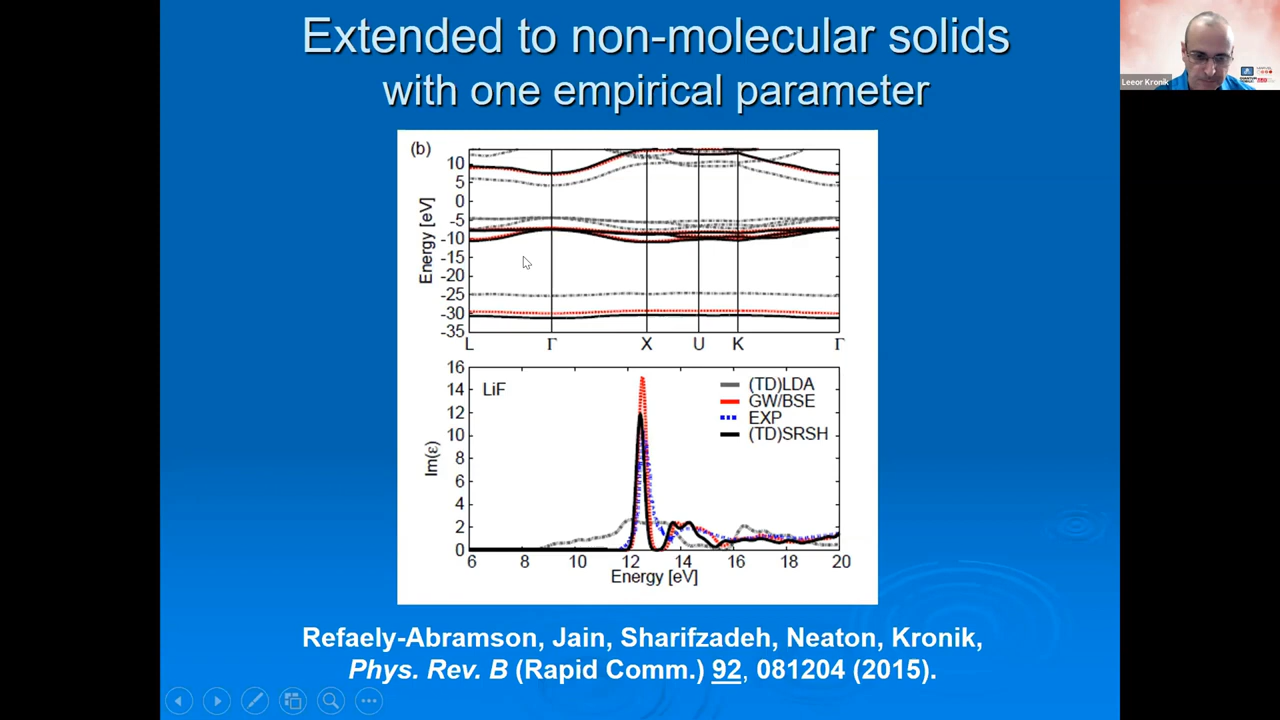 Extended to non-molecular solids
with one empirical parameter
Leeor Kronik
(b)
10
5
0
-5
-10
-15
-20
-25
-30
-35
Energy [eV]
L Γ X U K Γ
16
14
12
10
8
6
4
2
0
Im(ε)
LiF
(TD)LDA
GW/BSE
EXP
(TD)SRSH
6 8 10 12 14 16 18 20
Energy [eV]
Refaely-Abramson, Jain, Sharifzadeh, Neaton, Kronik,
Phys. Rev. B (Rapid Comm.) 92, 081204 (2015).